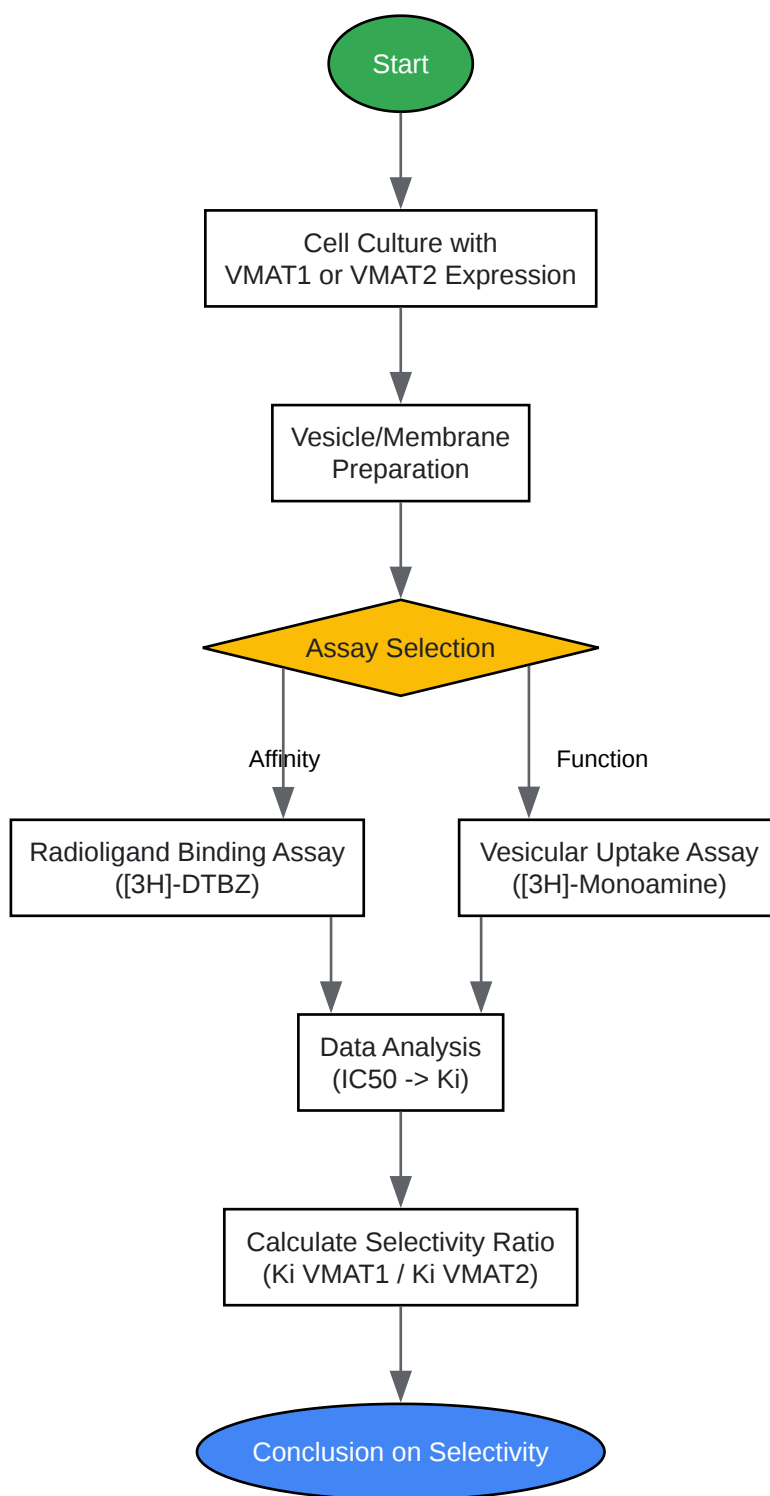 Start
Cell Culture with
VMAT1 or VMAT2 Expression
Vesicle/Membrane
Preparation
Assay Selection
Affinity
Function
Radioligand Binding Assay
([3H]-DTBZ)
Vesicular Uptake Assay
([3H]-Monoamine)
Data Analysis
(IC50 -> Ki)
Calculate Selectivity Ratio
(Ki VMAT1 / Ki VMAT2)
Conclusion on Selectivity